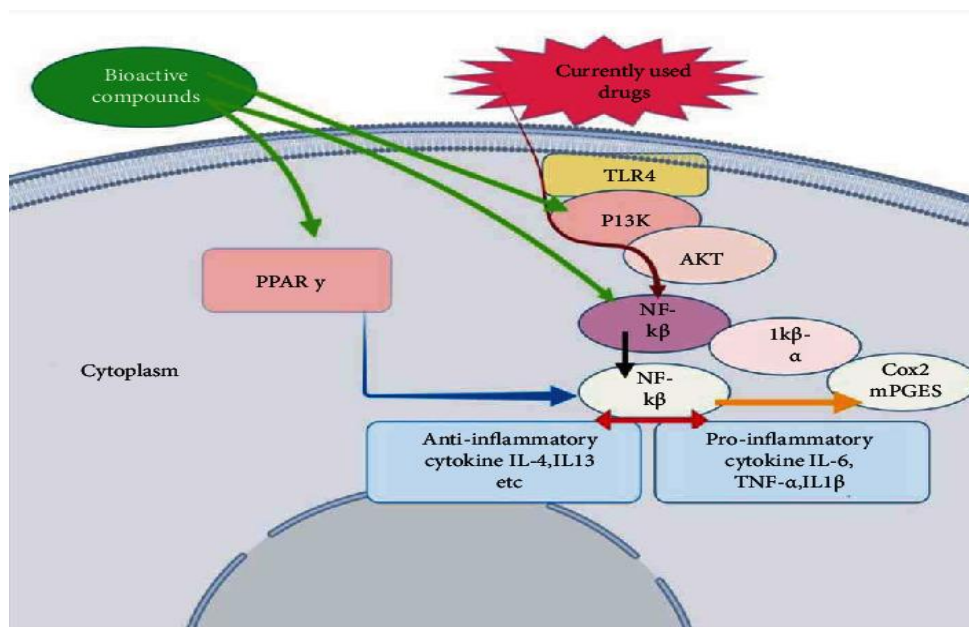 Bioactive
compounds
Currently used
drugs
TLR4
P13K
AKT
PPAR y
NF-
kβ
1kβ-
α
Cytoplasm
NF-
kβ
Cox2
mPGES
Anti-inflammatory
cytokine IL-4,IL13
etc
Pro-inflammatory
cytokine IL-6,
TNF-α,IL1β